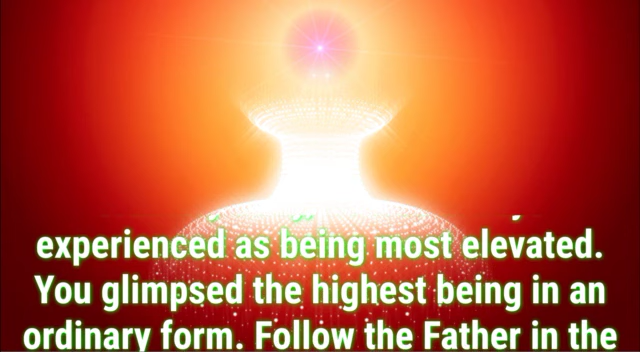 experienced as being most elevated.
You glimpsed the highest being in an
ordinary form. Follow the Father in the